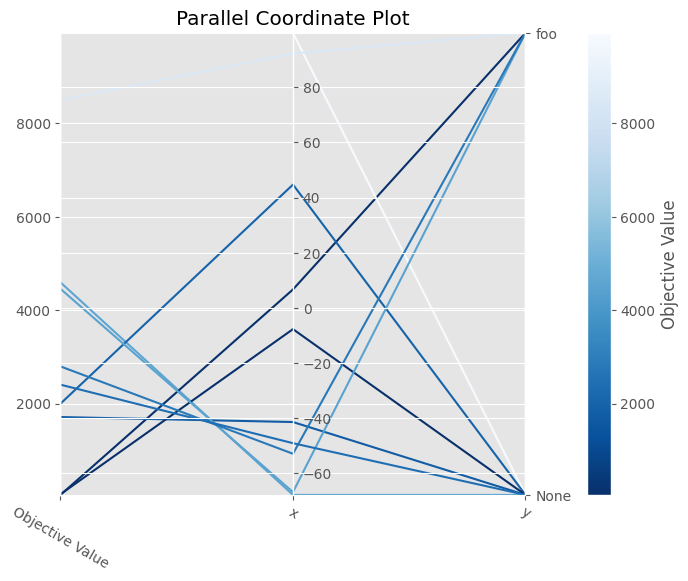 Parallel Coordinate Plot
8000
6000
4000
2000
80
60
40
20
0
−20
−40
−60
foo
None
8000
6000
4000
2000
Objective Value
Objective Value
x
y